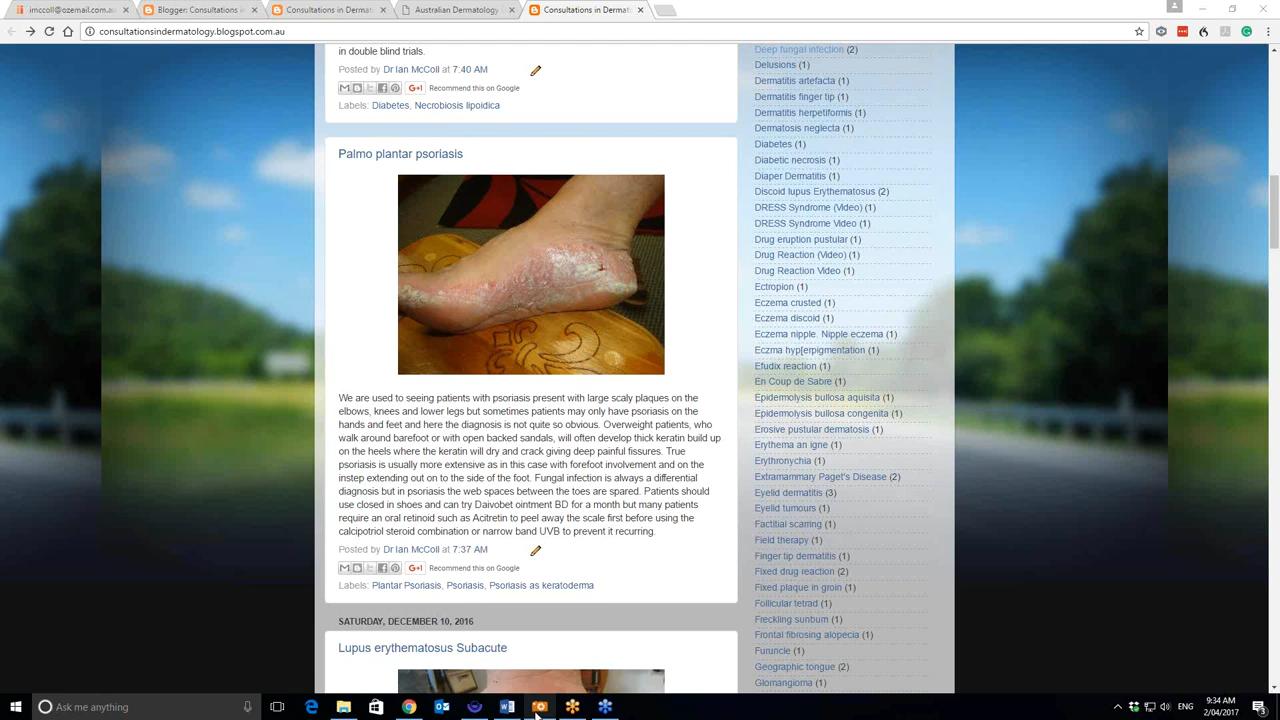 imccoll@ozemail.com.au
Blogger: Consultations in
Consultations in Dermat
Australian Dermatology
Consultations in Dermat
consultationsindermatology.blogspot.com.au
in double blind trials.
Posted by Dr Ian McColl at 7:40 AM
G+1 Recommend this on Google
Labels: Diabetes, Necrobiosis lipoidica
Palmo plantar psoriasis
We are used to seeing patients with psoriasis present with large scaly plaques on the
elbows, knees and lower legs but sometimes patients may only have psoriasis on the
hands and feet and here the diagnosis is not quite so obvious. Overweight patients, who
walk around barefoot or with open backed sandals, will often develop thick keratin build up
on the heels where the keratin will dry and crack giving deep painful fissures. True
psoriasis is usually more extensive as in this case with forefoot involvement and on the
instep extending out on to the side of the foot. Fungal infection is always a differential
diagnosis but in psoriasis the web spaces between the toes are spared. Patients should
use closed in shoes and can try Daivobet ointment BD for a month but many patients
require an oral retinoid such as Acitretin to peel away the scale first before using the
calcipotriol steroid combination or narrow band UVB to prevent it recurring.
Posted by Dr Ian McColl at 7:37 AM
G+1 Recommend this on Google
Labels: Plantar Psoriasis, Psoriasis, Psoriasis as keratoderma
SATURDAY, DECEMBER 10, 2016
Lupus erythematosus Subacute
Deep fungal infection (2)
Delusions (1)
Dermatitis artefacta (1)
Dermatitis finger tip (1)
Dermatitis herpetiformis (1)
Dermatosis neglecta (1)
Diabetes (1)
Diabetic necrosis (1)
Diaper Dermatitis (1)
Discoid lupus Erythematosus (2)
DRESS Syndrome (Video) (1)
DRESS Syndrome Video (1)
Drug eruption pustular (1)
Drug Reaction (Video) (1)
Drug Reaction Video (1)
Ectropion (1)
Eczema crusted (1)
Eczema discoid (1)
Eczema nipple. Nipple eczema (1)
Eczma hyp[erpigmentation (1)
Efudix reaction (1)
En Coup de Sabre (1)
Epidemolysis bullosa aquisita (1)
Epidemolysis bullosa congenita (1)
Erosive pustular dermatosis (1)
Erythema an igne (1)
Erythronychia (1)
Extramammary Paget's Disease (2)
Eyelid dermatitis (3)
Eyelid tumours (1)
Factitial scarring (1)
Field therapy (1)
Finger tip dermatitis (1)
Fixed drug reaction (2)
Fixed plaque in groin (1)
Follicular tetrad (1)
Freckling sunburn (1)
Frontal fibrosing alopecia (1)
Furuncle (1)
Geographic tongue (2)
Glomangioma (1)
Ask me anything
ENG
9:34 AM
2/04/2017